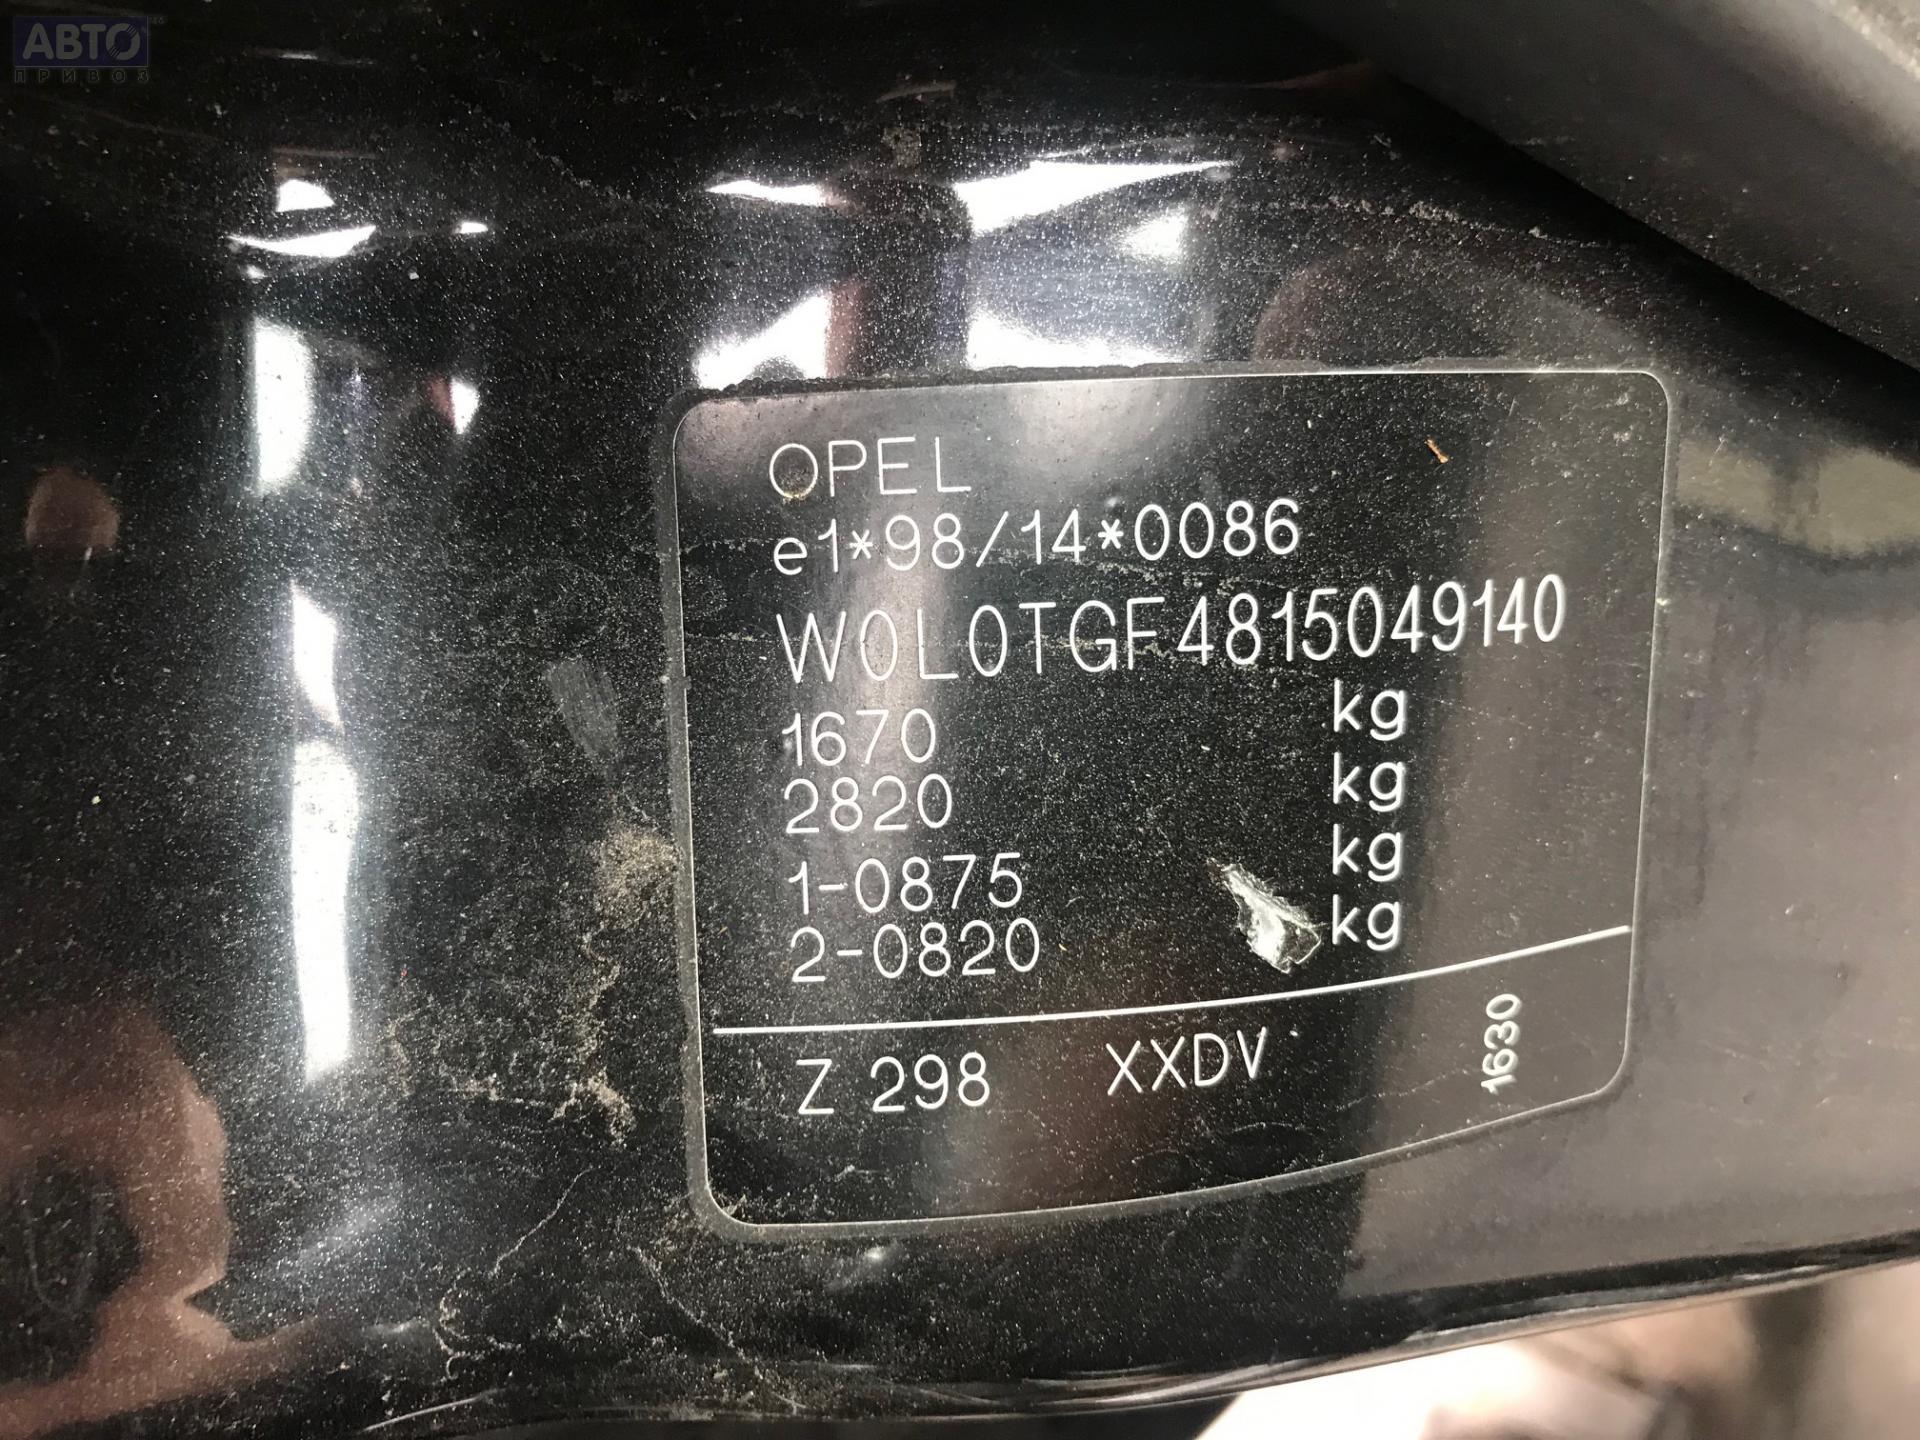 АВТО
ПРИВОЗ
OPEL
e1*98/14*0086
W0L0TGF4815049140
1670 kg
2820 kg
1-0875 kg
2-0820 kg
Z 298 XXDV
1630